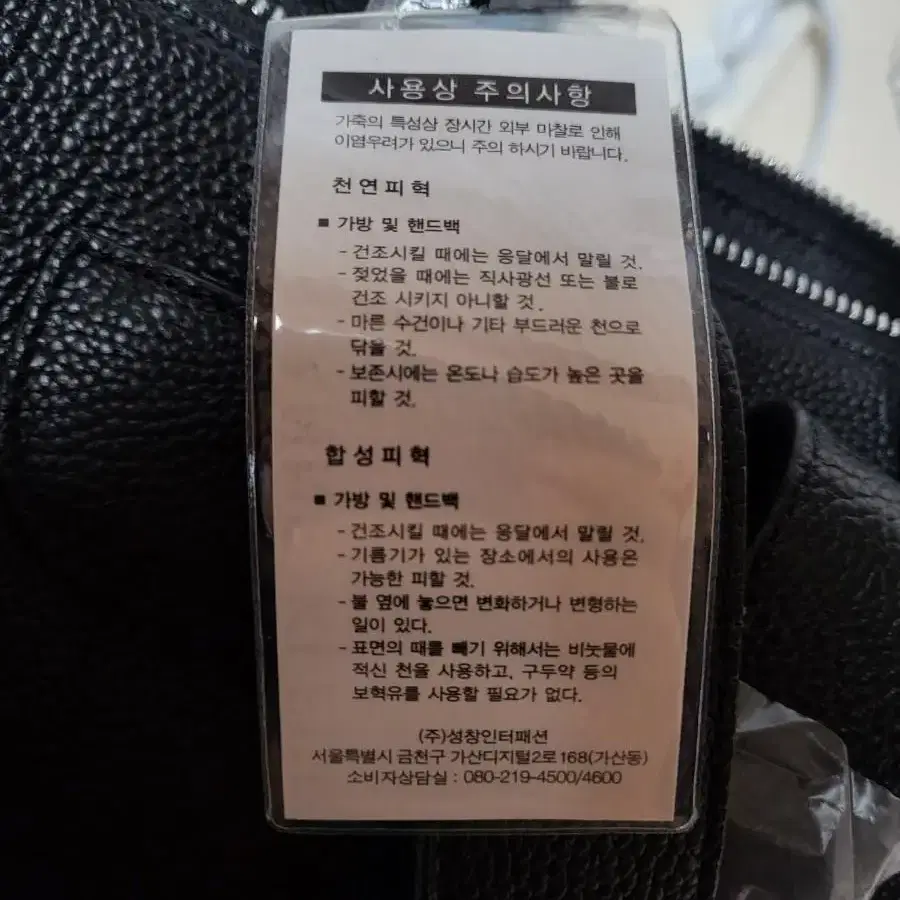 사용상 주의사항
가죽의 특성삼 장시간 외부 마찰로 인해
이염우려가 있으니 주의 하시기 바랍니다.
천연피혁
■ 가방 및 핸드백
- 건조시킬 때에는 응달에서 말릴 것.
- 젖었을 때에는 직사광선 또는 불로
건조 시키지 아니할 것.
- 마른 수건이나 기타 부드러운 천으로
닦을 것.
- 보존시에는 온도나 습도가 높은 곳을
피할 것.
합성피혁
■ 가방 및 핸드백
- 건조시킬 때에는 응달에서 말릴 것.
- 기름기가 있는 장소에서의 사용은
가능한 피할 것.
- 불 옆에 놓으면 변화하거나 변형하는
일이 있다.
- 표면의 때를 빼기 위해서는 비눗물에
적신 천을 사용하고, 구두약 등의
보혁유를 사용할 필요가 없다.
(주)성창인터패션
서울특별시 금천구 가산디지털2로 168(가산동)
소비자상담실 : 080-219-4500/4600